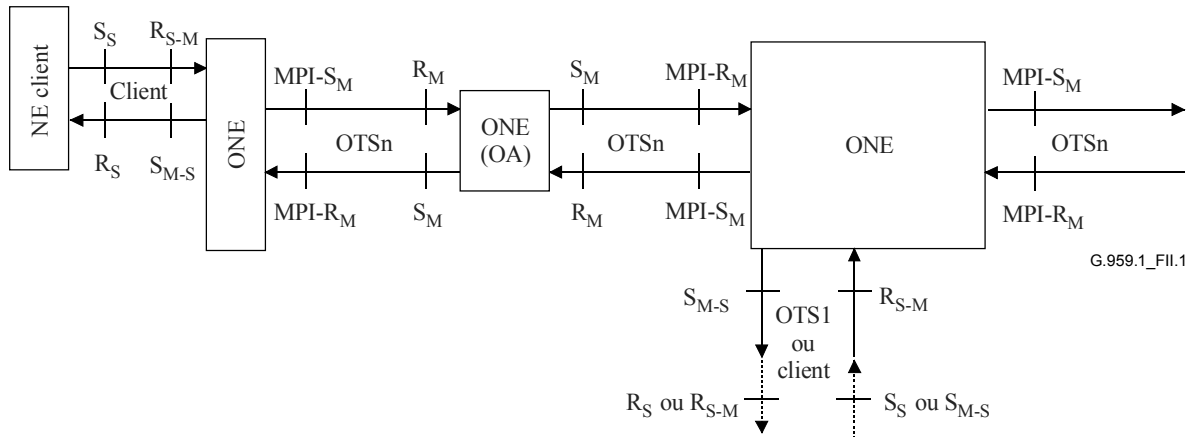 S_S
R_S-M
NE client
Client
R_S
S_M-S
ONE
MPI-S_M
R_M
OTSn
MPI-R_M
S_M
ONE
(OA)
S_M
MPI-R_M
OTSn
R_M
MPI-S_M
ONE
MPI-S_M
OTSn
MPI-R_M
G.959.1_FII.1
S_M-S
R_S-M
OTS1
ou
client
R_S ou R_S-M
S_S ou S_M-S